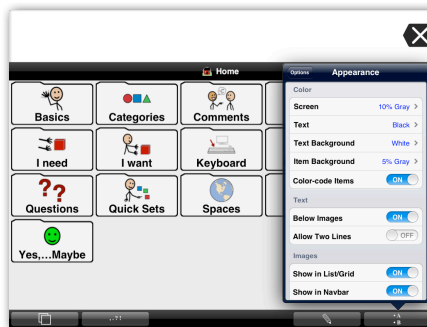 Home
Basics
Categories
Comments
I need
I want
Keyboard
Questions
Quick Sets
Spaces
Yes,...Maybe
Options
Appearance
Color
Screen 10% Gray >
Text Black >
Text Background White >
Item Background 5% Gray >
Color-code Items ON
Text
Below Images ON
Allow Two Lines OFF
Images
Show in List/Grid ON
Show in Navbar ON
..?!
• A
• B